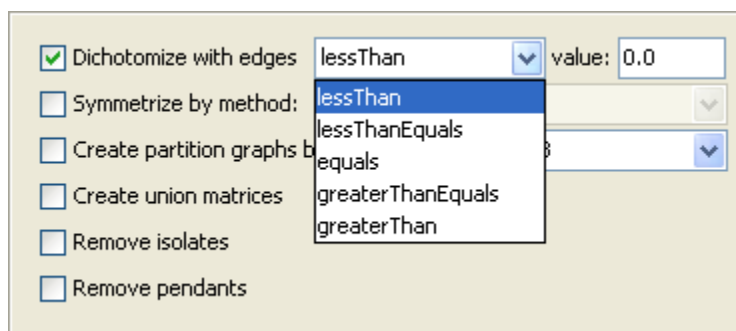 Dichotomize with edges lessThan value: 0.0
Symmetrize by method: lessThan
lessThanEquals
Create partition graphs
equals
greaterThanEquals
Create union matrices
greaterThan
Remove isolates
Remove pendants